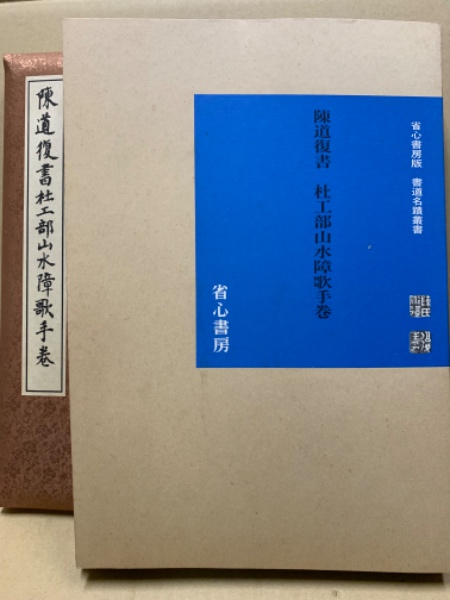 省心書房版　書道名蹟叢書
陳道復書　杜工部山水障歌手巻
省心書房
陳道復書杜工部山水障歌手巻